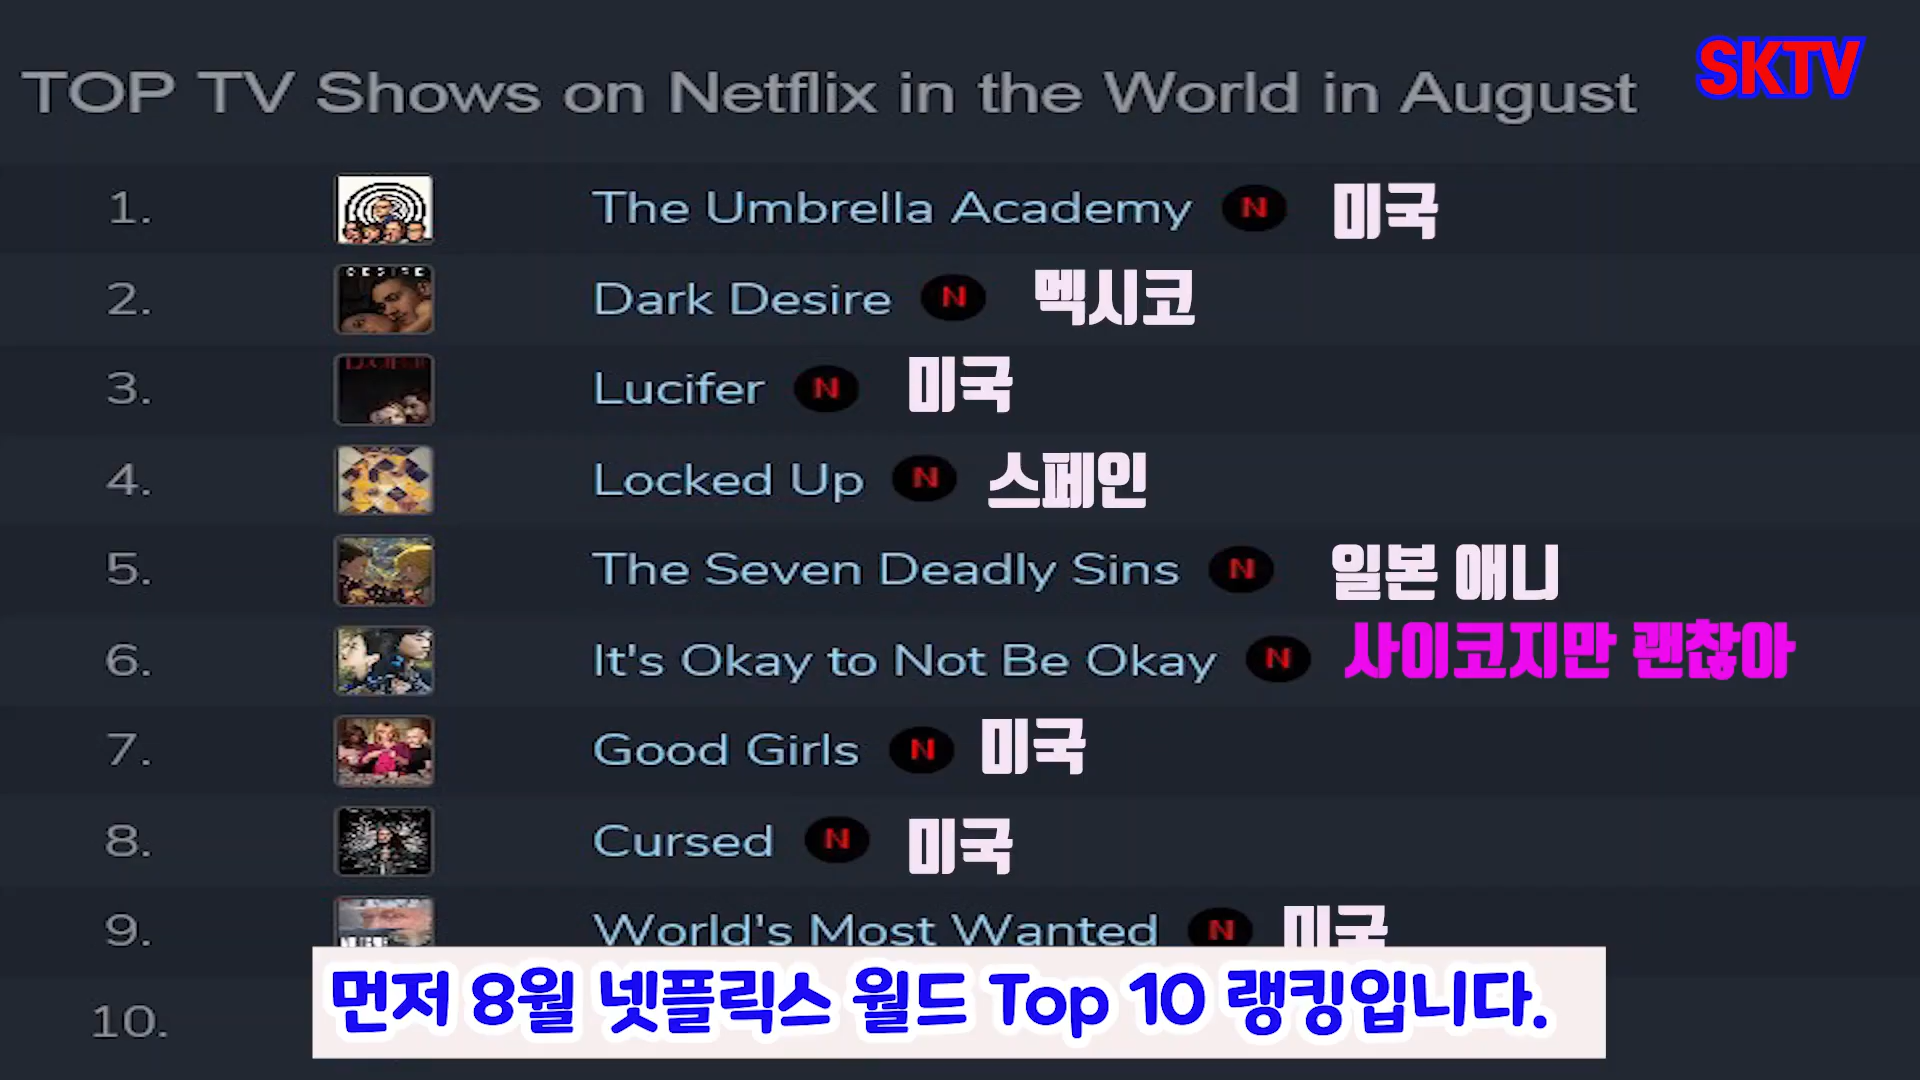 SKTV
TOP TV Shows on Netflix in the World in August
1. The Umbrella Academy N 미국
2. Dark Desire N 멕시코
3. Lucifer N 미국
4. Locked Up N 스페인
5. The Seven Deadly Sins N 일본 애니
6. It's Okay to Not Be Okay N 사이코지만 괜찮아
7. Good Girls N 미국
8. Cursed N 미국
9. World's Most Wanted N 미국
10.
먼저 8월 넷플릭스 월드 Top 10 랭킹입니다.